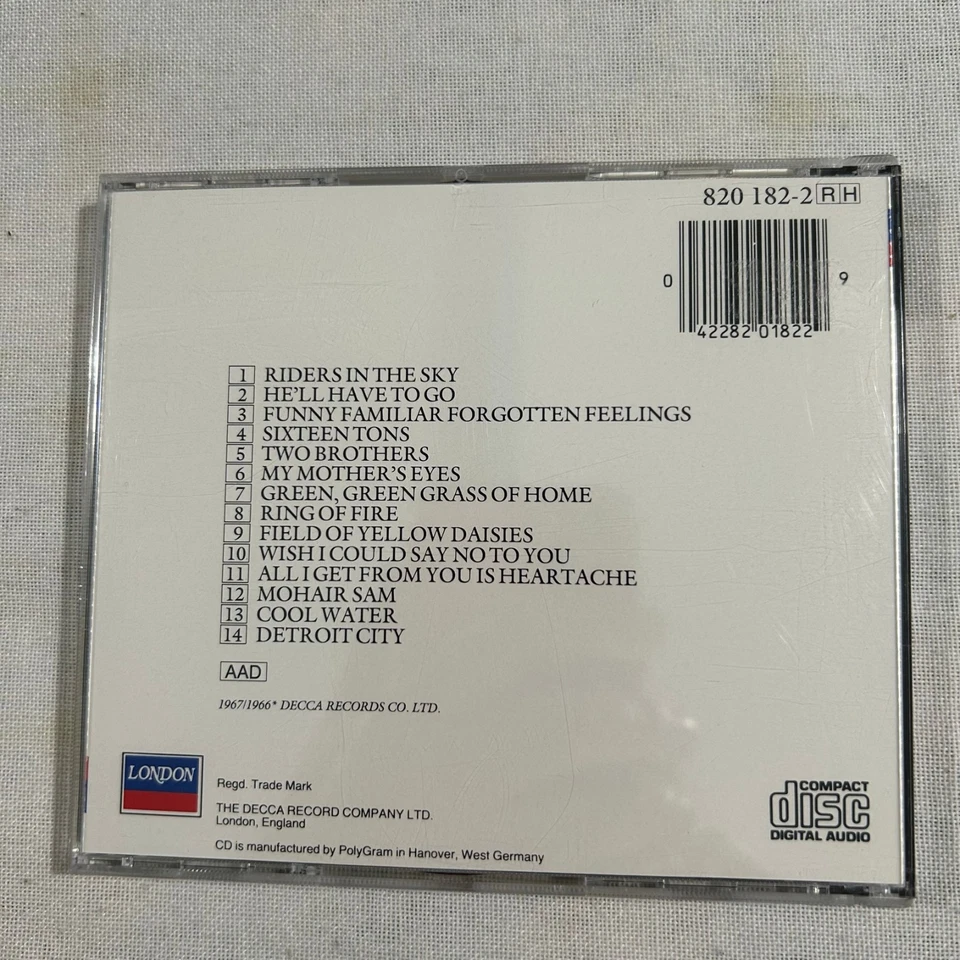 820 182-2 RH
0 42282 01822 9
1 RIDERS IN THE SKY
2 HE'LL HAVE TO GO
3 FUNNY FAMILIAR FORGOTTEN FEELINGS
4 SIXTEEN TONS
5 TWO BROTHERS
6 MY MOTHER'S EYES
7 GREEN, GREEN GRASS OF HOME
8 RING OF FIRE
9 FIELD OF YELLOW DAISIES
10 WISH I COULD SAY NO TO YOU
11 ALL I GET FROM YOU IS HEARTACHE
12 MOHAIR SAM
13 COOL WATER
14 DETROIT CITY
AAD
1967/1966* DECCA RECORDS CO. LTD.
LONDON
Regd. Trade Mark
THE DECCA RECORD COMPANY LTD.
London, England
CD is manufactured by PolyGram in Hanover, West Germany
COMPACT
disc
DIGITAL AUDIO